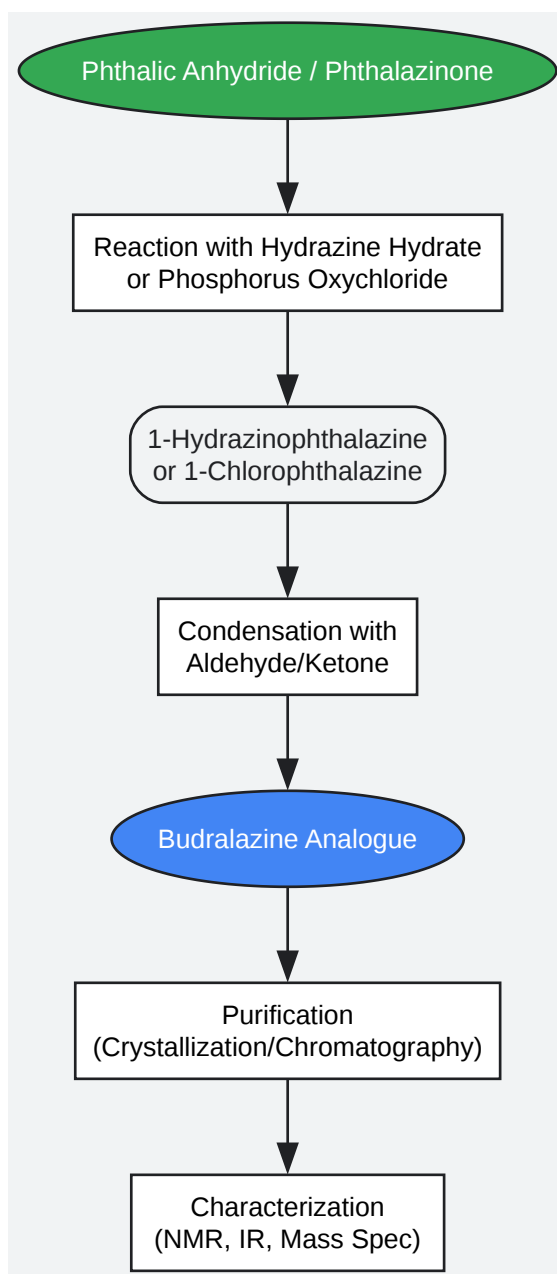 Phthalic Anhydride / Phthalazinone
Reaction with Hydrazine Hydrate
or Phosphorus Oxychloride
1-Hydrazinophthalazine
or 1-Chlorophthalazine
Condensation with
Aldehyde/Ketone
Budralazine Analogue
Purification
(Crystallization/Chromatography)
Characterization
(NMR, IR, Mass Spec)